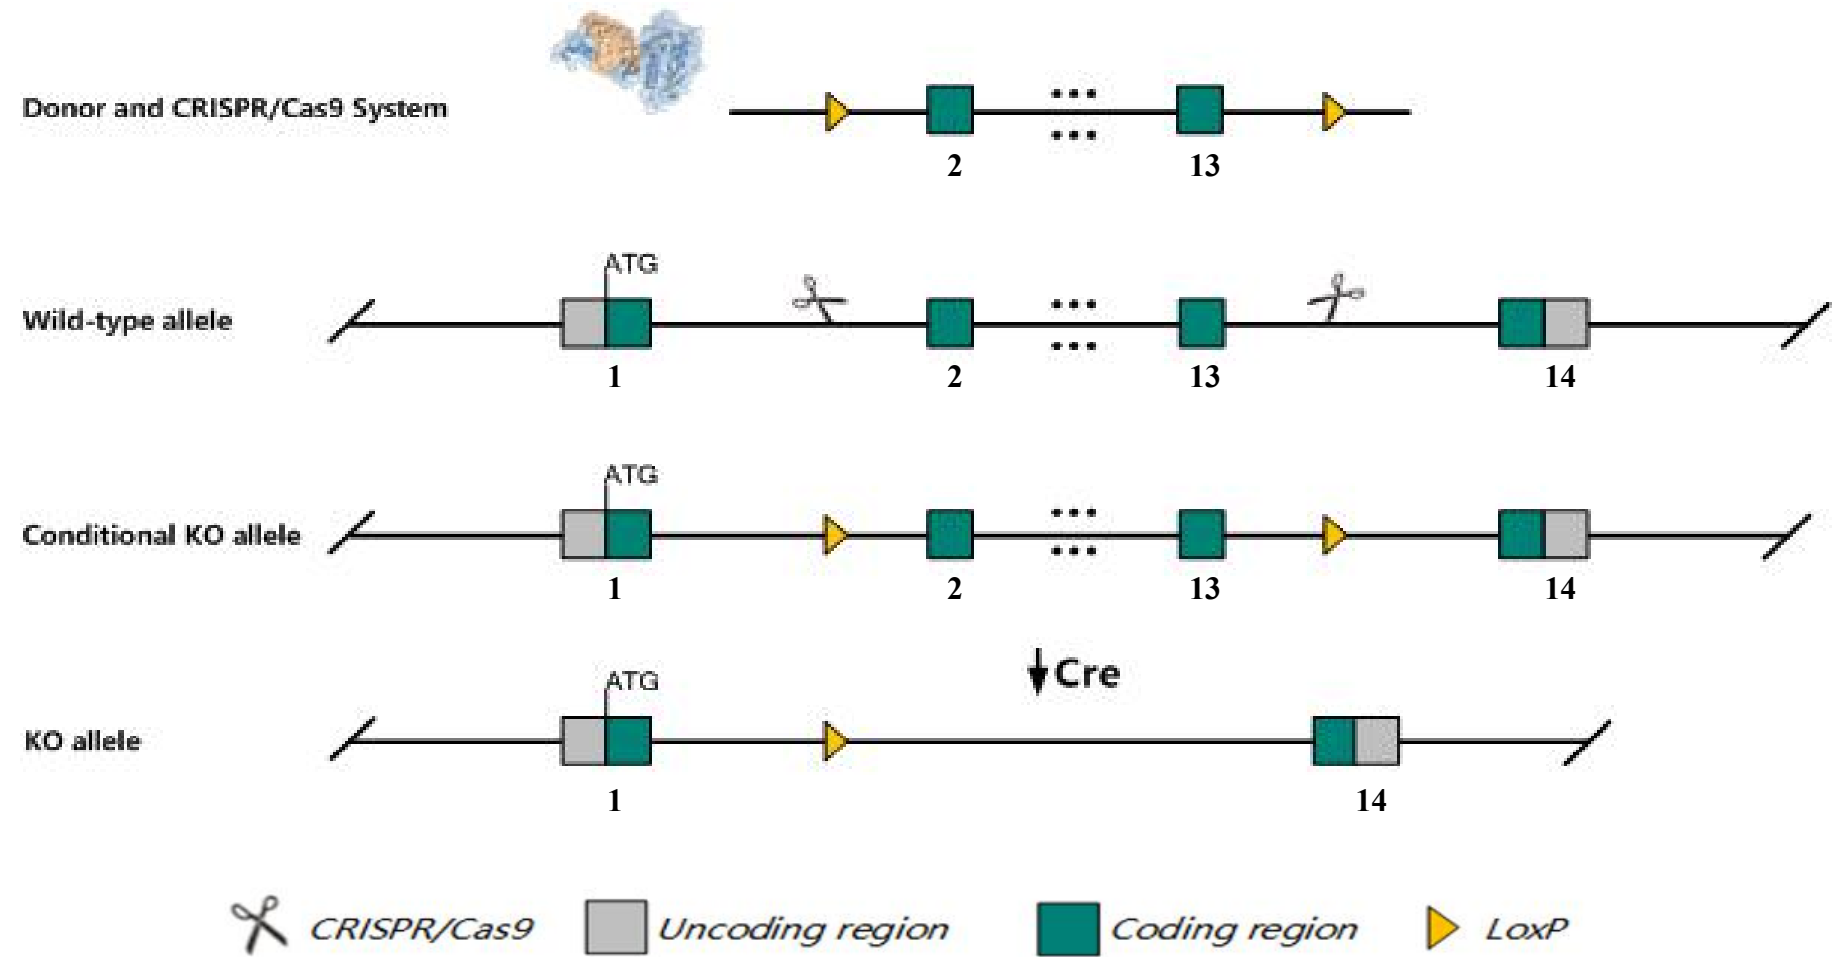 Donor and CRISPR/Cas9 System
2 13
ATG
Wild-type allele
1 2 13 14
ATG
Conditional KO allele
1 2 13 14
Cre
ATG
KO allele
1 14
CRISPR/Cas9 Uncoding region Coding region LoxP